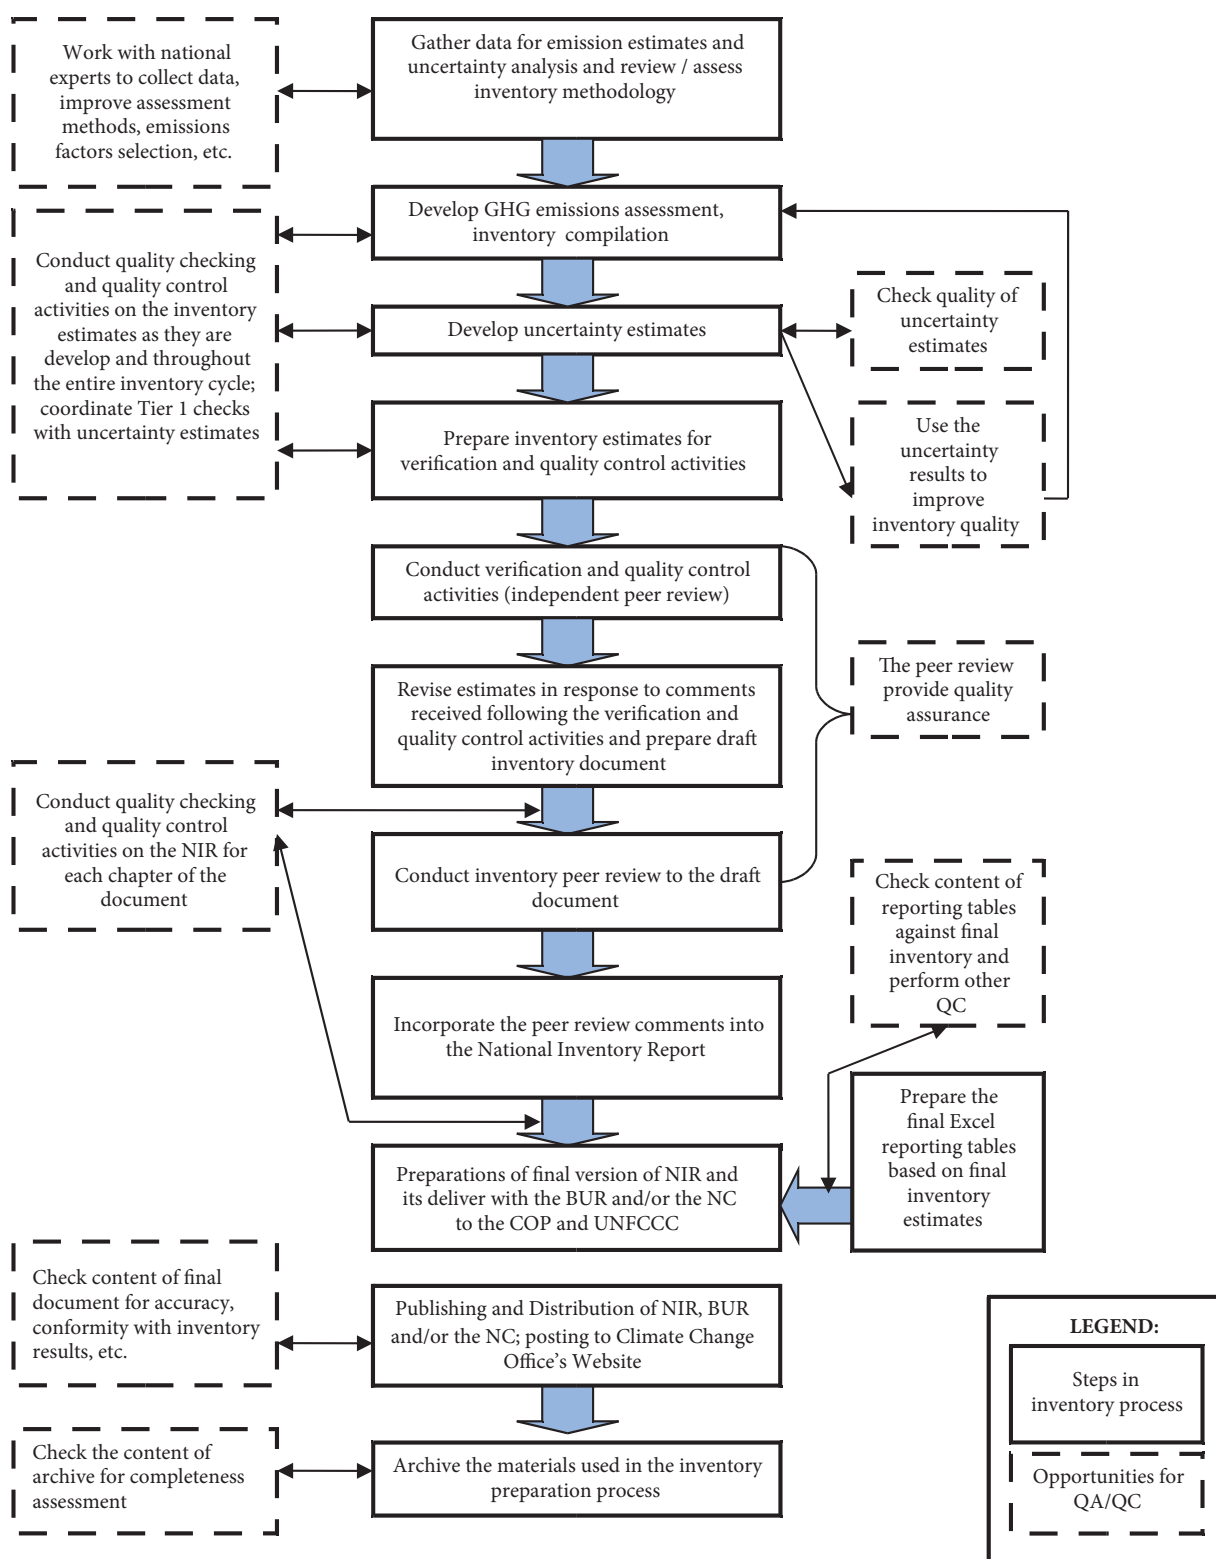 Work with national
experts to collect data,
improve assessment
methods, emissions
factors selection, etc.
Gather data for emission estimates and
uncertainty analysis and review / assess
inventory methodology
Develop GHG emissions assessment,
inventory compilation
Conduct quality checking
and quality control
activities on the inventory
estimates as they are
develop and throughout
the entire inventory cycle;
coordinate Tier 1 checks
with uncertainty estimates
Develop uncertainty estimates
Check quality of
uncertainty
estimates
Prepare inventory estimates for
verification and quality control activities
Use the
uncertainty
results to
improve
inventory quality
Conduct verification and quality control
activities (independent peer review)
The peer review
provide quality
assurance
Revise estimates in response to comments
received following the verification and
quality control activities and prepare draft
inventory document
Conduct quality checking
and quality control
activities on the NIR for
each chapter of the
document
Conduct inventory peer review to the draft
document
Check content of
reporting tables
against final
inventory and
perform other
QC
Incorporate the peer review comments into
the National Inventory Report
Prepare the
final Excel
reporting tables
based on final
inventory
estimates
Preparations of final version of NIR and
its deliver with the BUR and/or the NC
to the COP and UNFCCC
Check content of final
document for accuracy,
conformity with inventory
results, etc.
Publishing and Distribution of NIR, BUR
and/or the NC; posting to Climate Change
Office's Website
Check the content of
archive for completeness
assessment
Archive the materials used in the inventory
preparation process
LEGEND:
Steps in
inventory process
Opportunities for
QA/QC